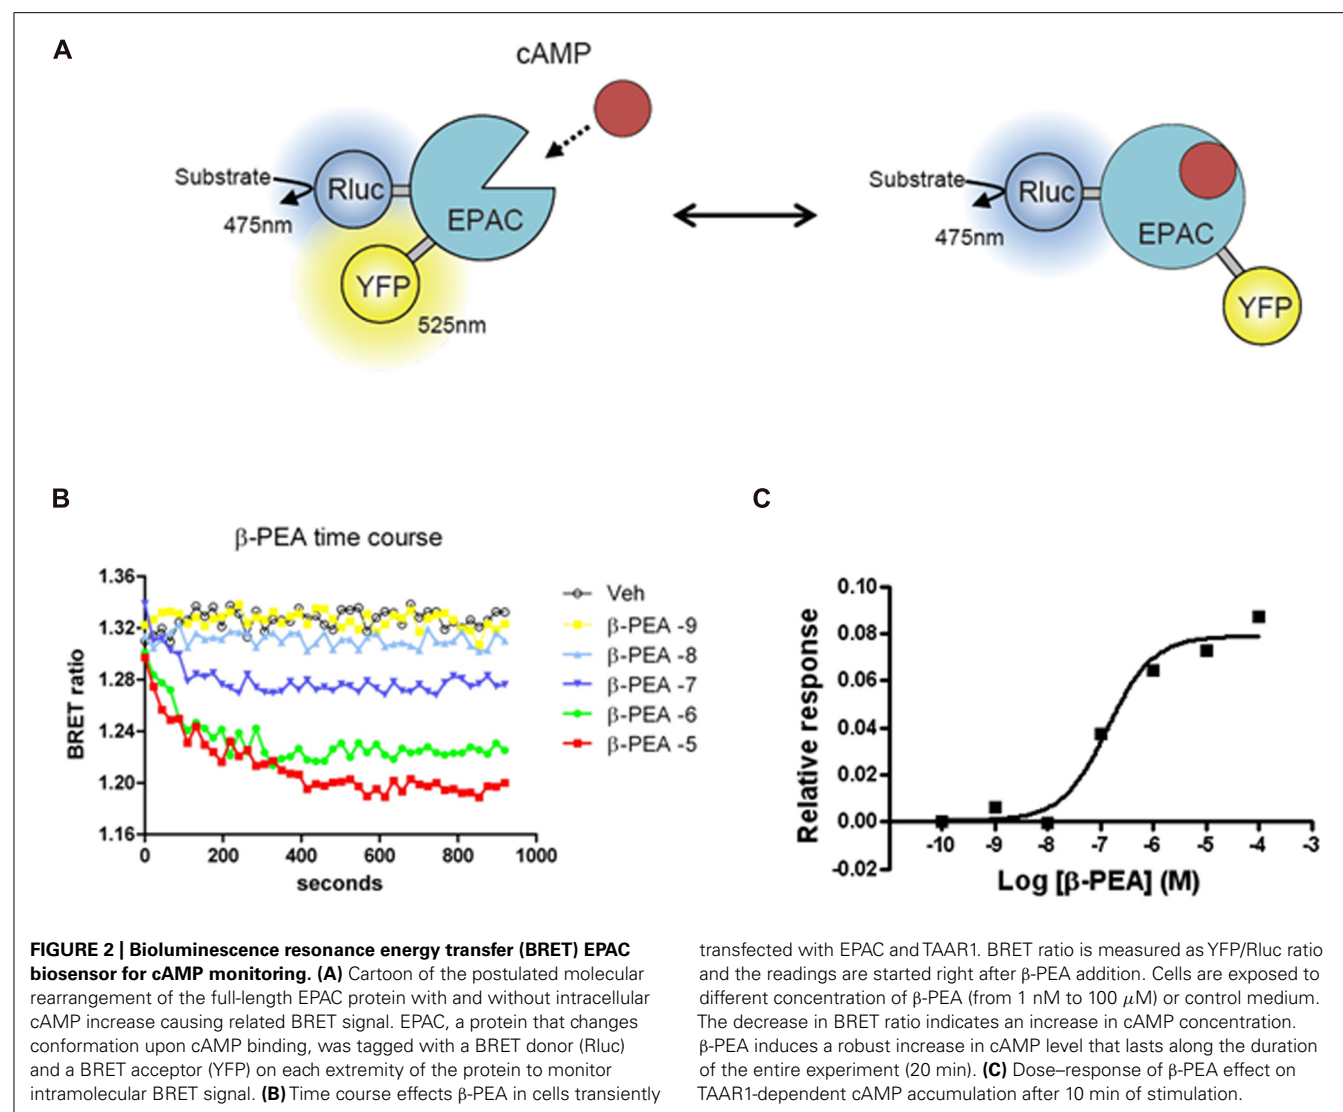 A
cAMP
Substrate
Rluc
475nm
EPAC
YFP
525nm
Substrate
Rluc
475nm
EPAC
YFP
B
β-PEA time course
1.36
1.32
1.28
1.24
1.20
1.16
BRET ratio
0 200 400 600 800 1000
seconds
Veh
β-PEA -9
β-PEA -8
β-PEA -7
β-PEA -6
β-PEA -5
C
0.10
0.08
0.06
0.04
0.02
0.00
-0.02
Relative response
-10 -9 -8 -7 -6 -5 -4 -3
Log [β-PEA] (M)
FIGURE 2 | Bioluminescence resonance energy transfer (BRET) EPAC
biosensor for cAMP monitoring. (A) Cartoon of the postulated molecular
rearrangement of the full-length EPAC protein with and without intracellular
cAMP increase causing related BRET signal. EPAC, a protein that changes
conformation upon cAMP binding, was tagged with a BRET donor (Rluc)
and a BRET acceptor (YFP) on each extremity of the protein to monitor
intramolecular BRET signal. (B) Time course effects β-PEA in cells transiently
transfected with EPAC and TAAR1. BRET ratio is measured as YFP/Rluc ratio
and the readings are started right after β-PEA addition. Cells are exposed to
different concentration of β-PEA (from 1 nM to 100 μM) or control medium.
The decrease in BRET ratio indicates an increase in cAMP concentration.
β-PEA induces a robust increase in cAMP level that lasts along the duration
of the entire experiment (20 min). (C) Dose–response of β-PEA effect on
TAAR1-dependent cAMP accumulation after 10 min of stimulation.